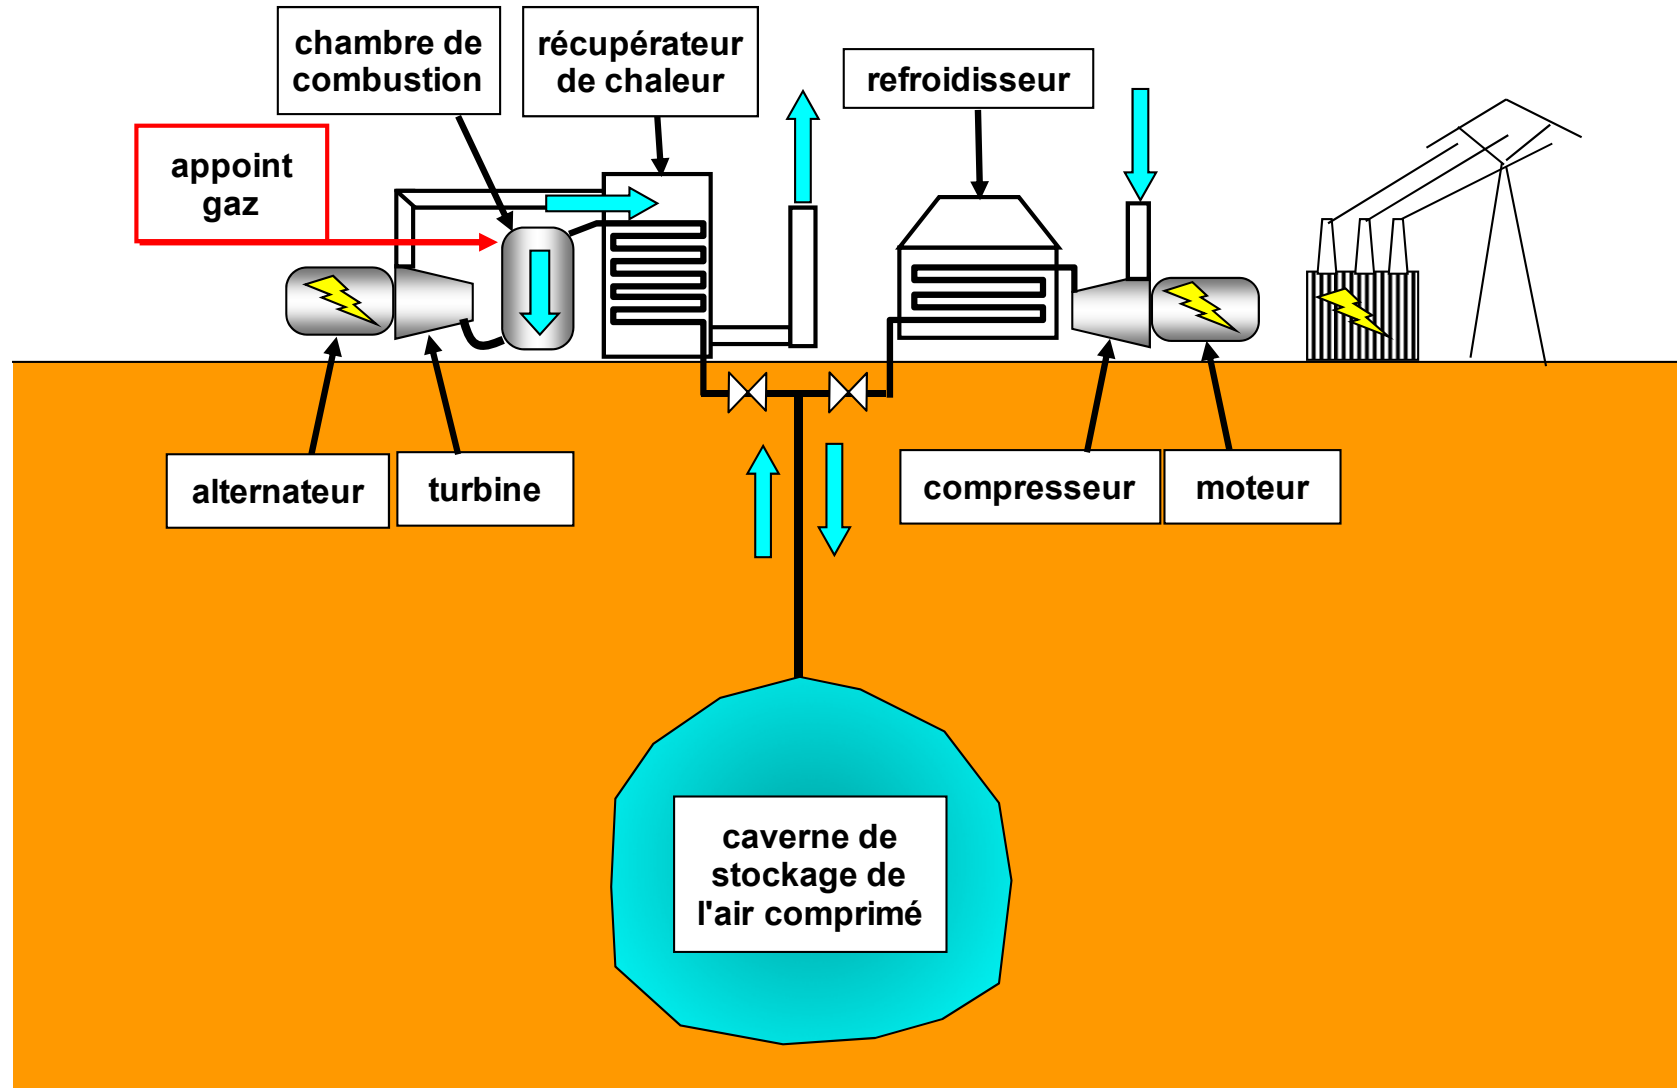 chambre de
combustion
récupérateur
de chaleur
refroidisseur
appoint
gaz
alternateur
turbine
compresseur
moteur
caverne de
stockage de
l'air comprimé